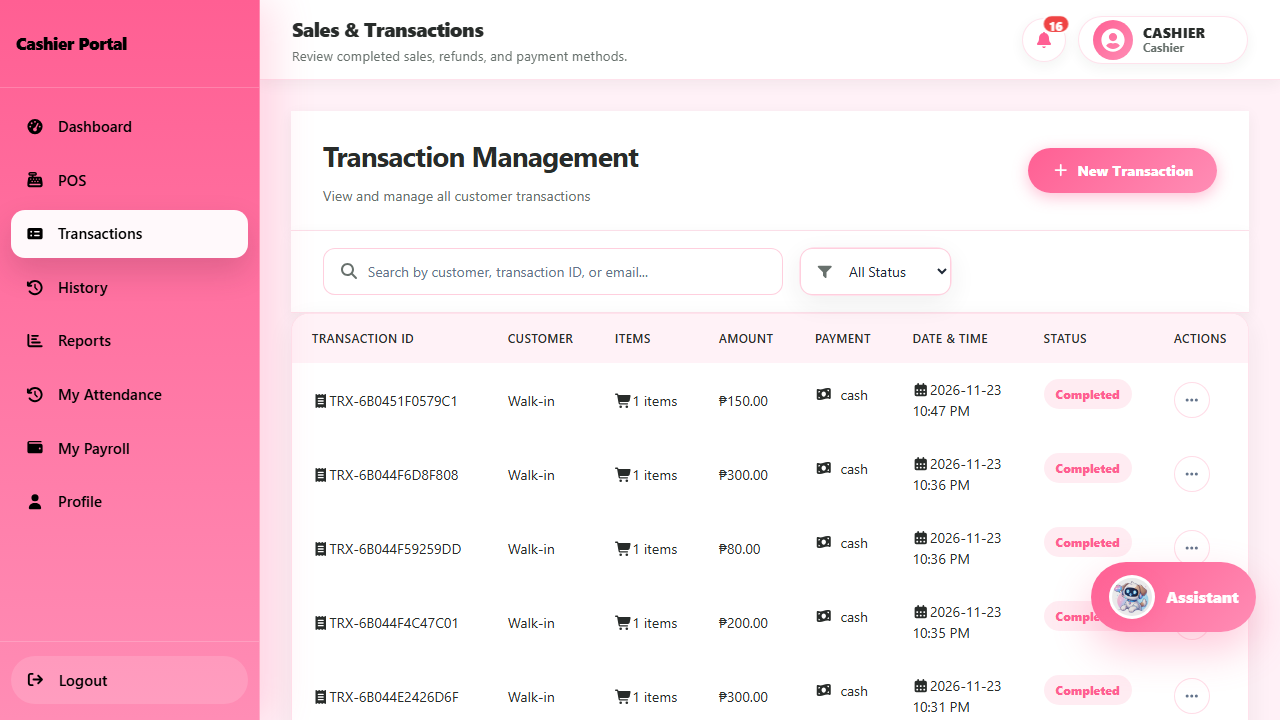 Cashier Portal
Dashboard
POS
Transactions
History
Reports
My Attendance
My Payroll
Profile
Logout
Sales & Transactions
Review completed sales, refunds, and payment methods.
16
CASHIER
Cashier
Transaction Management
View and manage all customer transactions
New Transaction
Search by customer, transaction ID, or email...
All Status
TRANSACTION ID CUSTOMER ITEMS AMOUNT PAYMENT DATE & TIME STATUS ACTIONS
TRX-6B0451F0579C1 Walk-in 1 items ₱150.00 cash 2026-11-23 10:47 PM Completed
TRX-6B044F6D8F808 Walk-in 1 items ₱300.00 cash 2026-11-23 10:36 PM Completed
TRX-6B044F59259DD Walk-in 1 items ₱80.00 cash 2026-11-23 10:36 PM Completed
TRX-6B044F4C47C01 Walk-in 1 items ₱200.00 cash 2026-11-23 10:35 PM
TRX-6B044E2426D6F Walk-in 1 items ₱300.00 cash 2026-11-23 10:31 PM Completed
Assistant